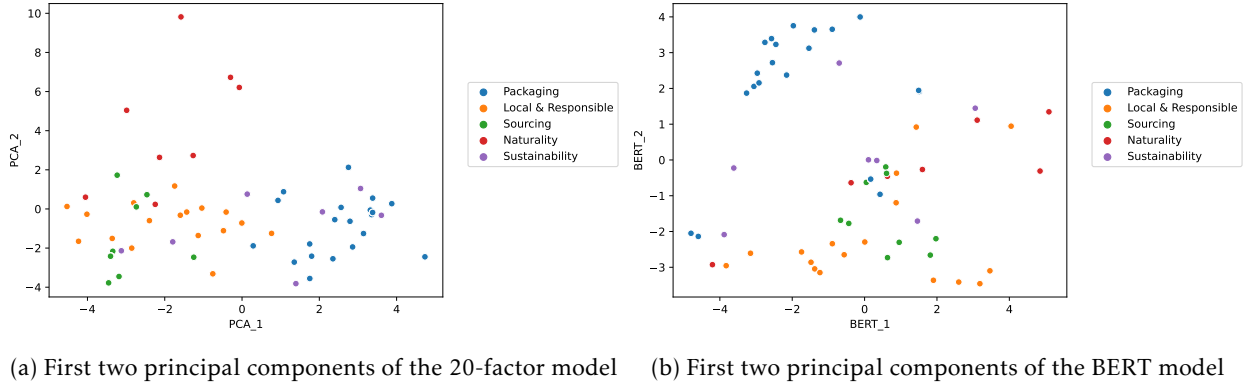 10
8
6
4
2
0
−2
−4
PCA_2
−4
−2
0
2
4
PCA_1
Packaging
Local & Responsible
Sourcing
Naturality
Sustainability
(a) First two principal components of the 20-factor model
4
3
2
1
0
−1
−2
−3
BERT_2
−4
−2
0
2
4
BERT_1
Packaging
Local & Responsible
Sourcing
Naturality
Sustainability
(b) First two principal components of the BERT model